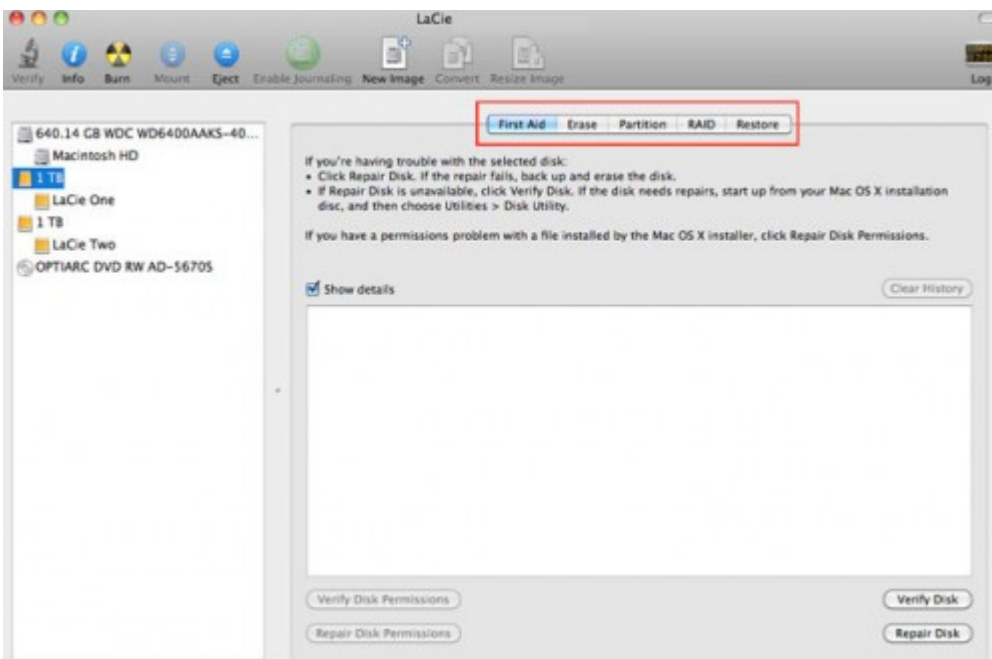 LaCie
Verify Info Burn Mount Eject Enable Journaling New Image Convert Resize Image Log
First Aid Erase Partition RAID Restore
640.14 GB WDC WD6400AAKS-40...
Macintosh HD
1 TB
LaCie One
1 TB
LaCie Two
OPTIARC DVD RW AD-5670S
If you're having trouble with the selected disk:
• Click Repair Disk. If the repair fails, back up and erase the disk.
• If Repair Disk is unavailable, click Verify Disk. If the disk needs repairs, start up from your Mac OS X installation
disc, and then choose Utilities > Disk Utility.
If you have a permissions problem with a file installed by the Mac OS X installer, click Repair Disk Permissions.
Show details
Clear History
Verify Disk Permissions
Verify Disk
Repair Disk Permissions
Repair Disk